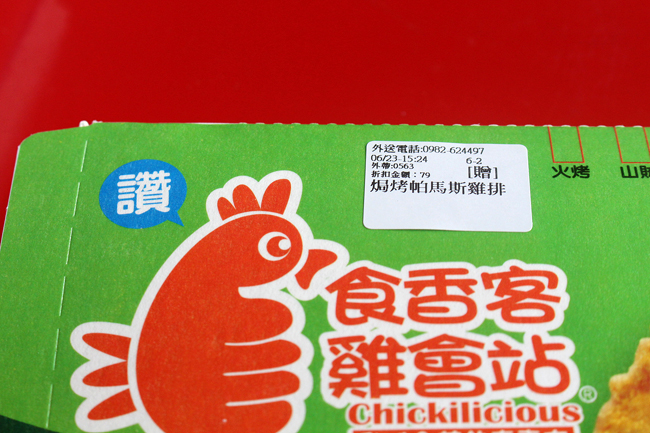 外送電話:0982-624497
06/23-15:24 6-2
外帶:0563
折扣金額:79 [贈]
焗烤帕馬斯雞排
火烤
讚
食香客
雞會站®
Chickilicious